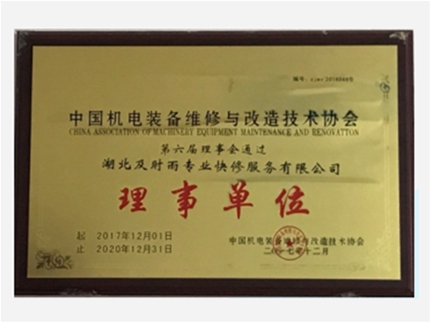 中国机电装备维修与改造技术协会
CHINA ASSOCIATION OF MACHINERY EQUIPMENT MAINTENANCE AND RENOVATTON
第六届理事会通过
湖北及时雨专业快修服务有限公司
理事单位
起 2017年12月01日
止 2020年12月31日
中国机电装备维修与改造技术协会
二〇一七年十二月